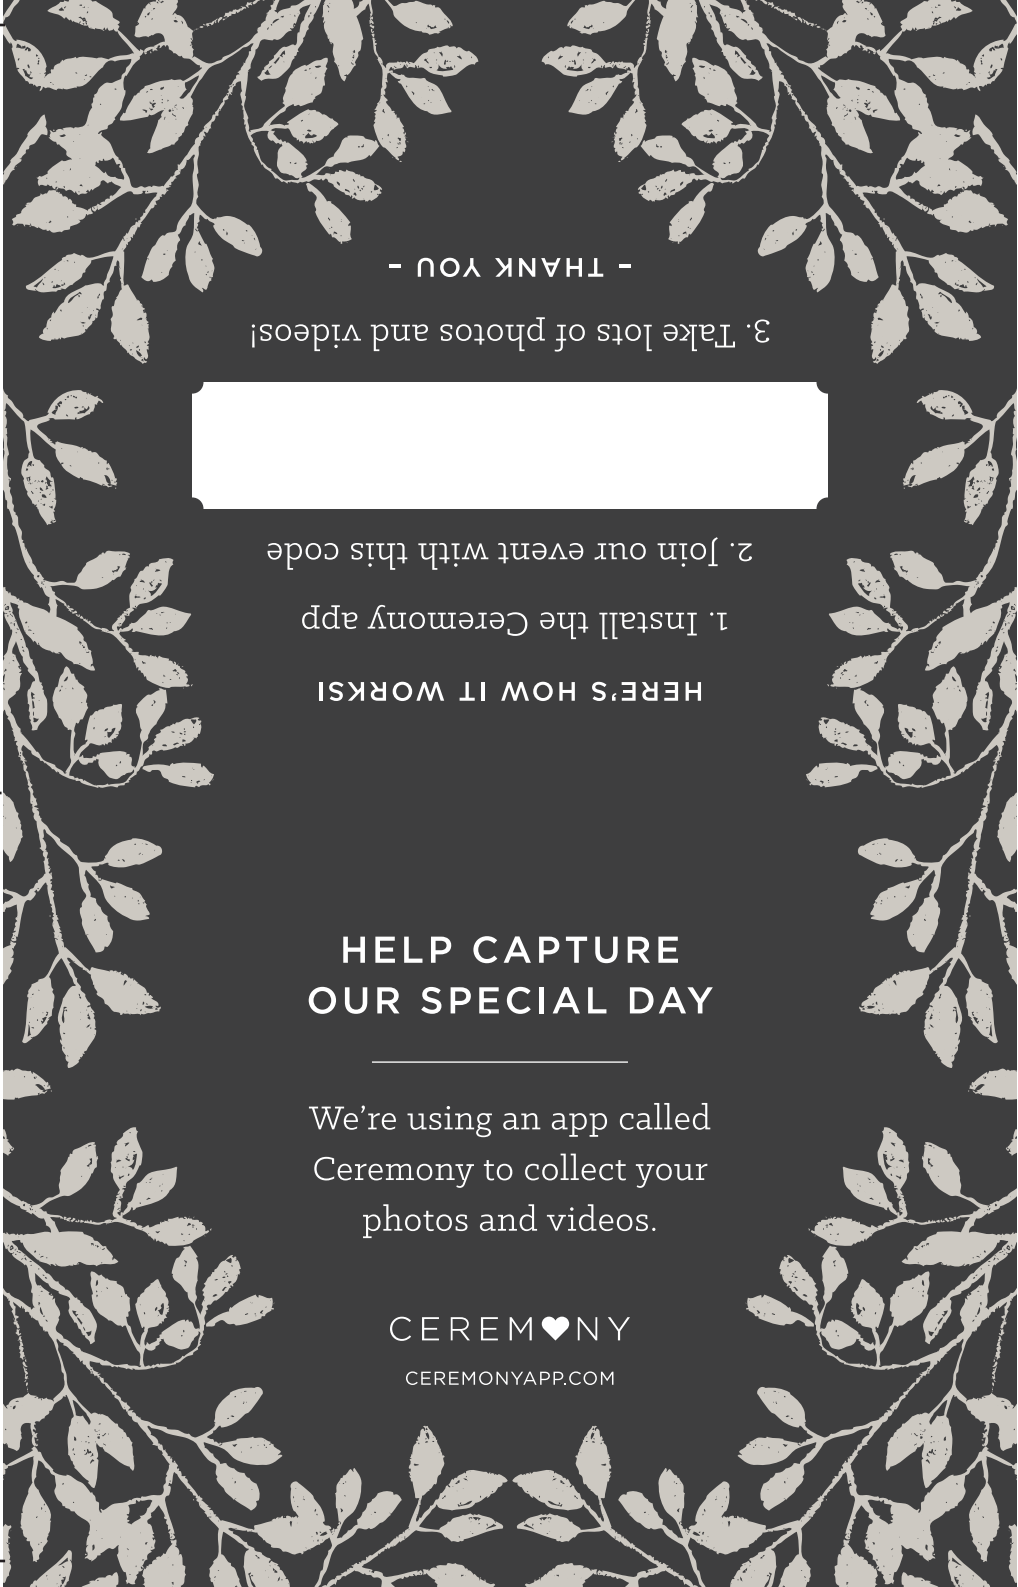 HERE'S HOW IT WORKS!
1. Install the Ceremony app
2. Join our event with this code
3. Take lots of photos and videos!
- THANK YOU -
HELP CAPTURE
OUR SPECIAL DAY
We're using an app called
Ceremony to collect your
photos and videos.
CEREM♥NY
CEREMONYAPP.COM